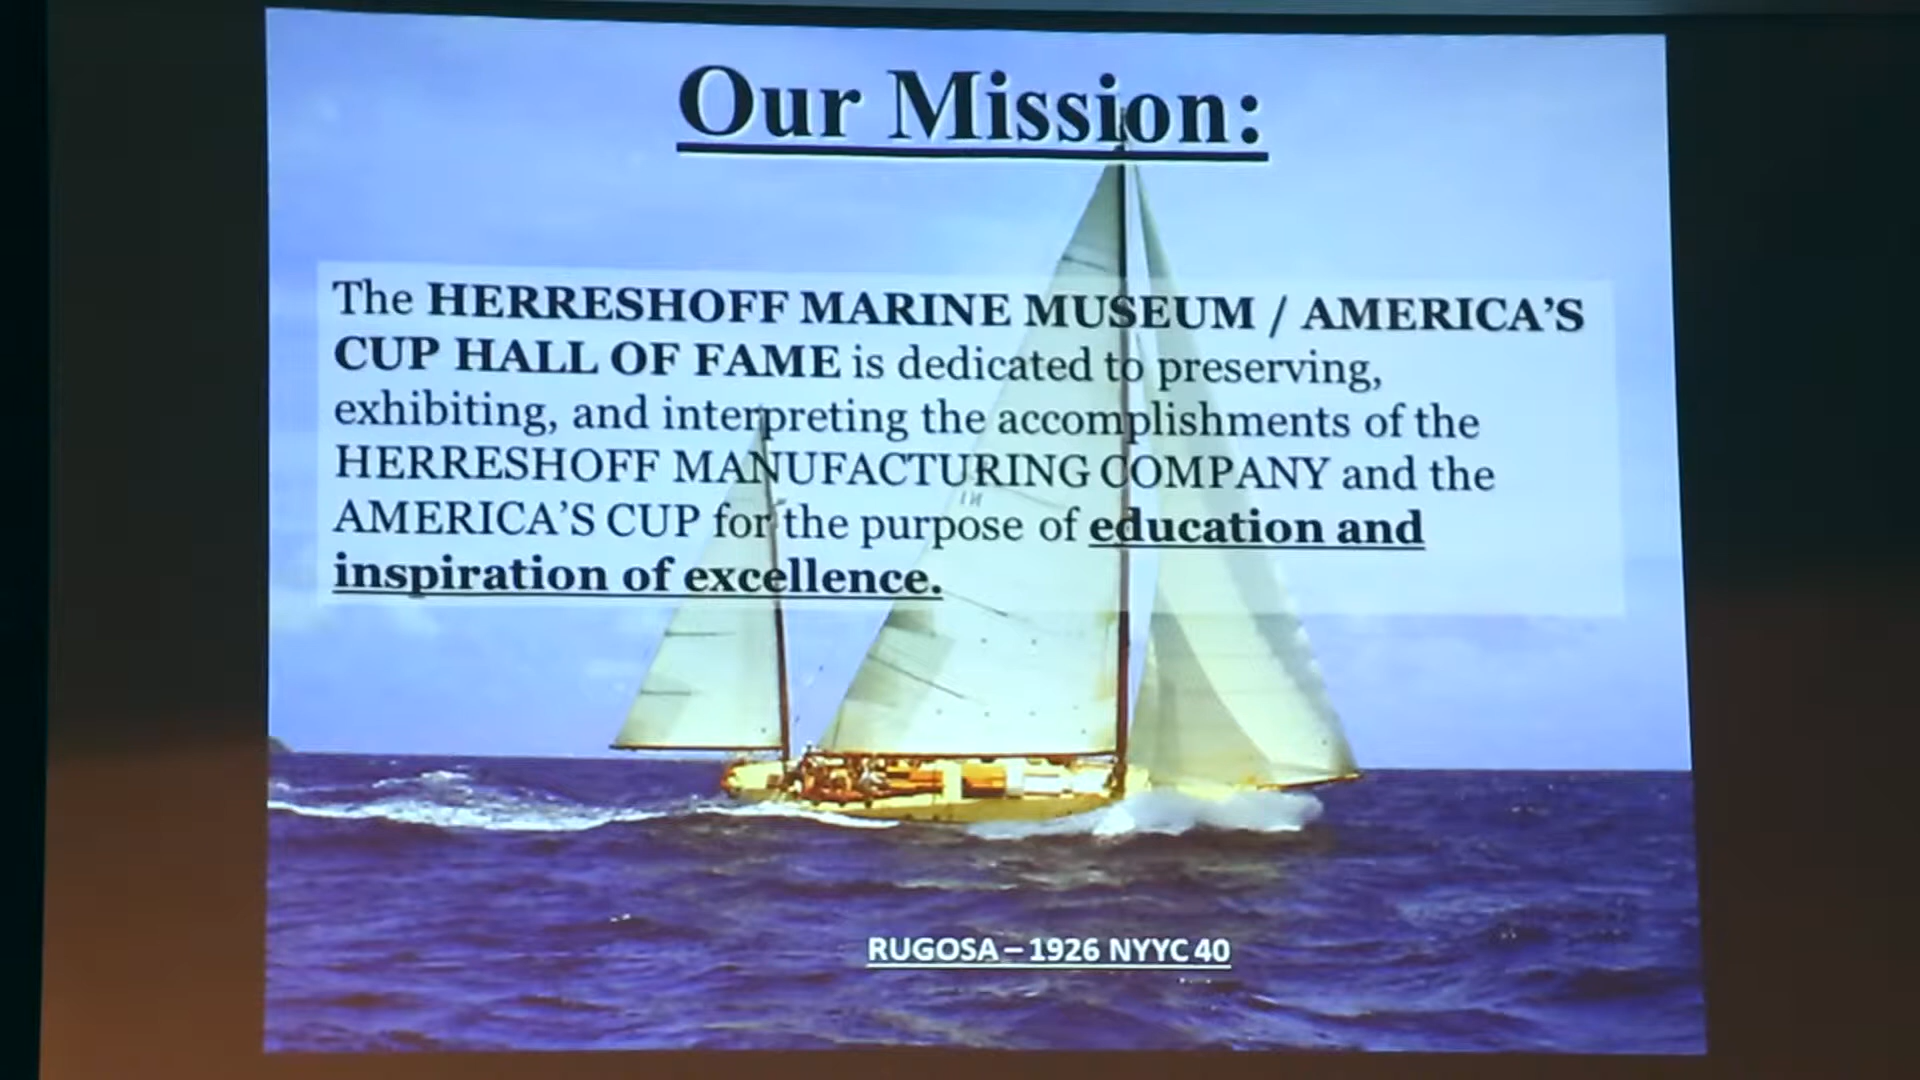 Our Mission:
The HERRESHOFF MARINE MUSEUM / AMERICA'S
CUP HALL OF FAME is dedicated to preserving,
exhibiting, and interpreting the accomplishments of the
HERRESHOFF MANUFACTURING COMPANY and the
AMERICA'S CUP for the purpose of education and
inspiration of excellence.
RUGOSA – 1926 NYYC 40